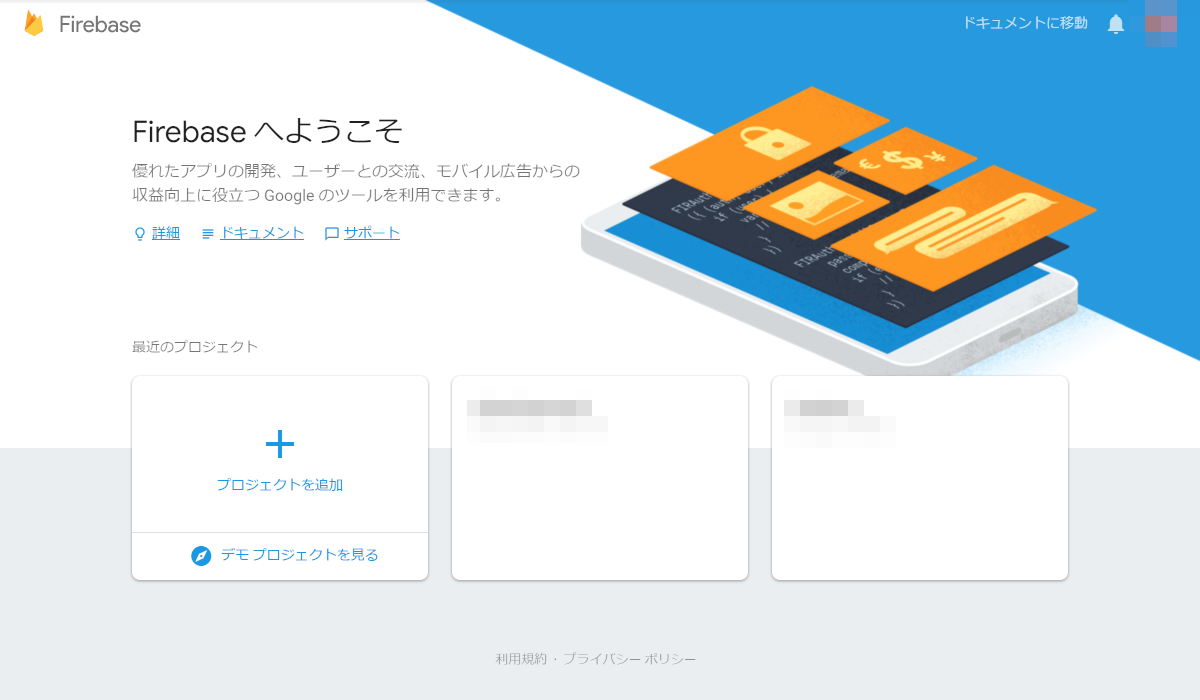 Firebase
ドキュメントに移動
Firebase へようこそ
優れたアプリの開発、ユーザーとの交流、モバイル広告からの
収益向上に役立つ Google のツールを利用できます。
詳細 ドキュメント サポート
最近のプロジェクト
プロジェクトを追加
デモ プロジェクトを見る
利用規約 · プライバシー ポリシー